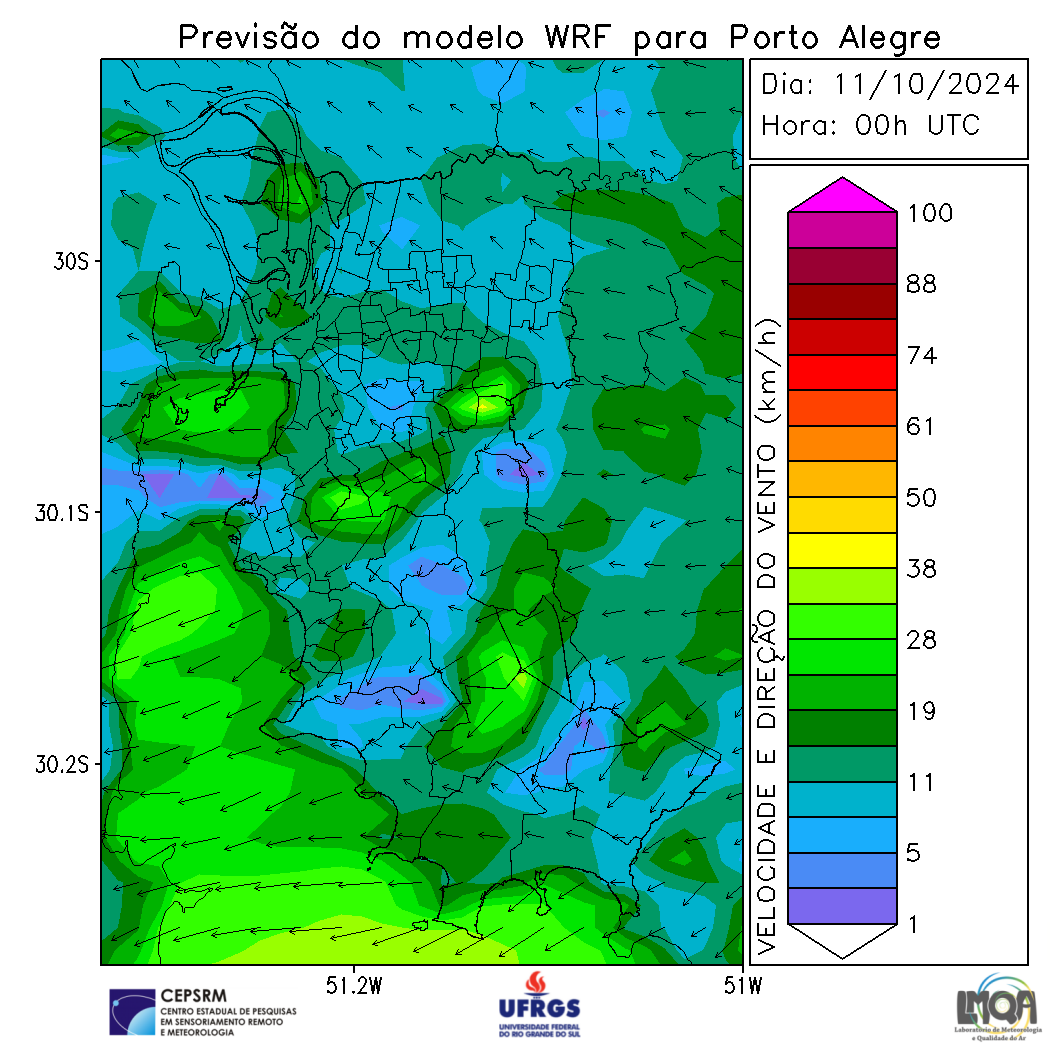 Previsão do modelo WRF para Porto Alegre
Dia: 11/10/2024
Hora: 00h UTC
30S
30.1S
30.2S
51.2W
51W
VELOCIDADE E DIREÇÃO DO VENTO (km/h)
100
88
74
61
50
38
28
19
11
5
1
CEPSRM
CENTRO ESTADUAL DE PESQUISAS
EM SENSORIAMENTO REMOTO
E METEOROLOGIA
UFRGS
UNIVERSIDADE FEDERAL
DO RIO GRANDE DO SUL
LMQA
Laboratório de Meteorologia
e Qualidade do Ar